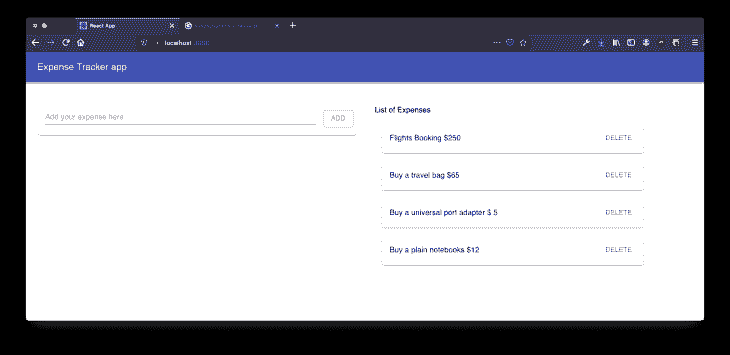 React App
localhost:3000
Expense Tracker app
Add your expense here
ADD
List of Expenses
Flights Booking $250
DELETE
Buy a travel bag $65
DELETE
Buy a universal port adapter $ 5
DELETE
Buy a plain notebooks $12
DELETE